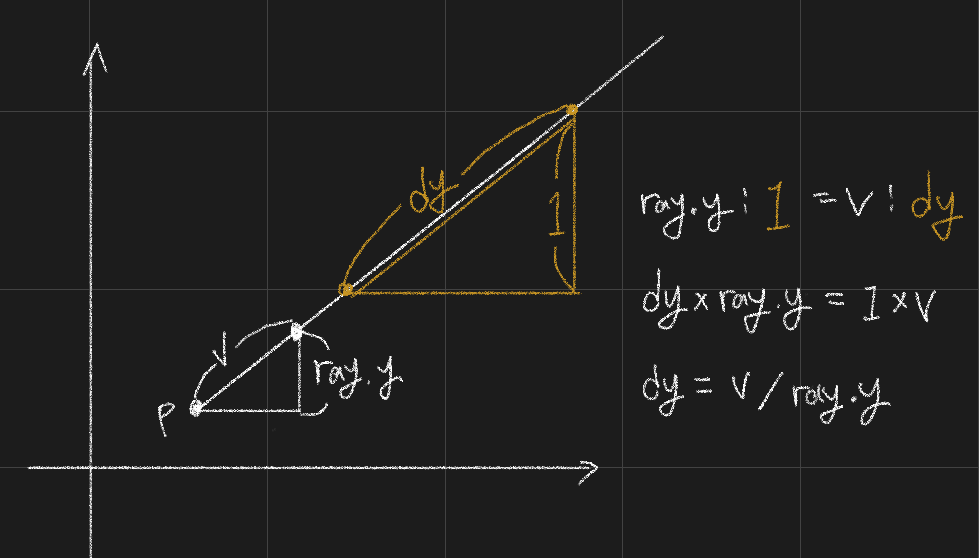 dy
1
v
ray.y
P
ray.y : 1 = v : dy
dy x ray.y = 1 x v
dy = v / ray.y